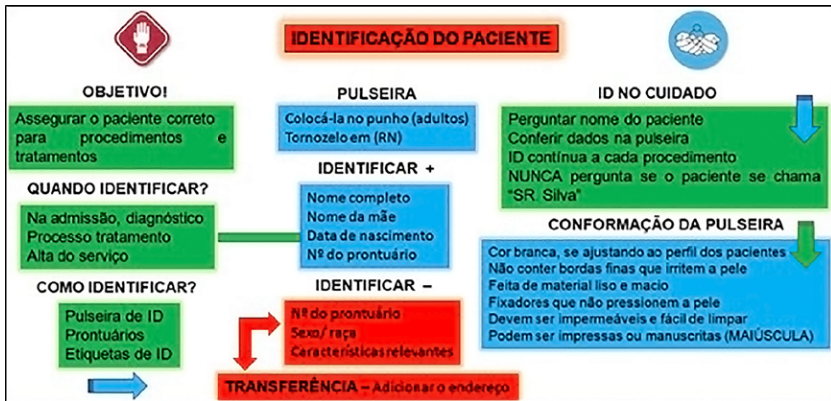 IDENTIFICAÇÃO DO PACIENTE
OBJETIVO!
Assegurar o paciente correto
para procedimentos e
tratamentos
QUANDO IDENTIFICAR?
Na admissão, diagnóstico
Processo tratamento
Alta do serviço
COMO IDENTIFICAR?
Pulseira de ID
Prontuários
Etiquetas de ID
PULSEIRA
Colocá-la no punho (adultos)
Tornozelo em (RN)
IDENTIFICAR +
Nome completo
Nome da mãe
Data de nascimento
Nº do prontuário
IDENTIFICAR –
Nº do prontuário
Sexo/ raça
Características relevantes
TRANSFERÊNCIA – Adicionar o endereço
ID NO CUIDADO
Perguntar nome do paciente
Conferir dados na pulseira
ID contínua a cada procedimento
NUNCA pergunta se o paciente se chama
“SR. Silva”
CONFORMAÇÃO DA PULSEIRA
Cor branca, se ajustando ao perfil dos pacientes
Não conter bordas finas que irritem a pele
Feita de material liso e macio
Fixadores que não pressionem a pele
Devem ser impermeáveis e fácil de limpar
Podem ser impressas ou manuscritas (MAIÚSCULA)